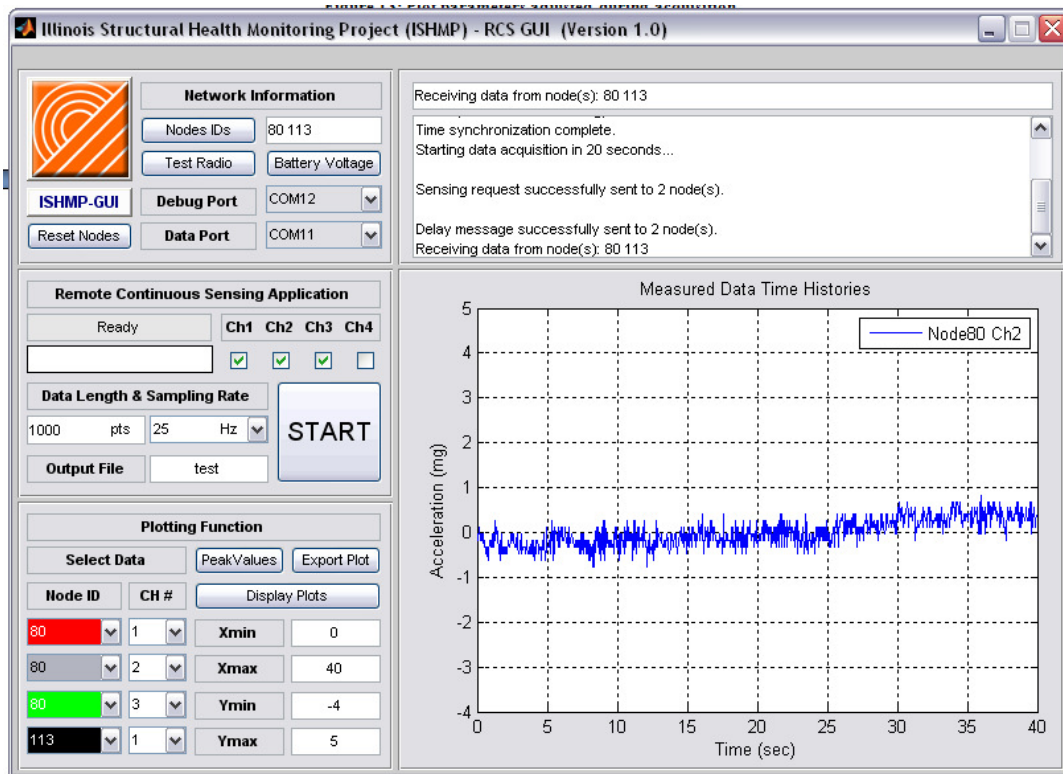 Figure 13: Plot parameters adjusted during acquisition
Illinois Structural Health Monitoring Project (ISHMP) - RCS GUI (Version 1.0)
Network Information
Nodes IDs 80 113
Test Radio Battery Voltage
ISHMP-GUI Debug Port COM12
Reset Nodes Data Port COM11
Receiving data from node(s): 80 113
Time synchronization complete.
Starting data acquisition in 20 seconds...
Sensing request successfully sent to 2 node(s).
Delay message successfully sent to 2 node(s).
Receiving data from node(s): 80 113
Remote Continuous Sensing Application
Ready Ch1 Ch2 Ch3 Ch4
Data Length & Sampling Rate
1000 pts 25 Hz
START
Output File test
Plotting Function
Select Data PeakValues Export Plot
Node ID CH # Display Plots
80 1 Xmin 0
80 2 Xmax 40
80 3 Ymin -4
113 1 Ymax 5
Measured Data Time Histories
Node80 Ch2
5
4
3
2
1
0
-1
-2
-3
-4
Acceleration (mg)
0 5 10 15 20 25 30 35 40
Time (sec)